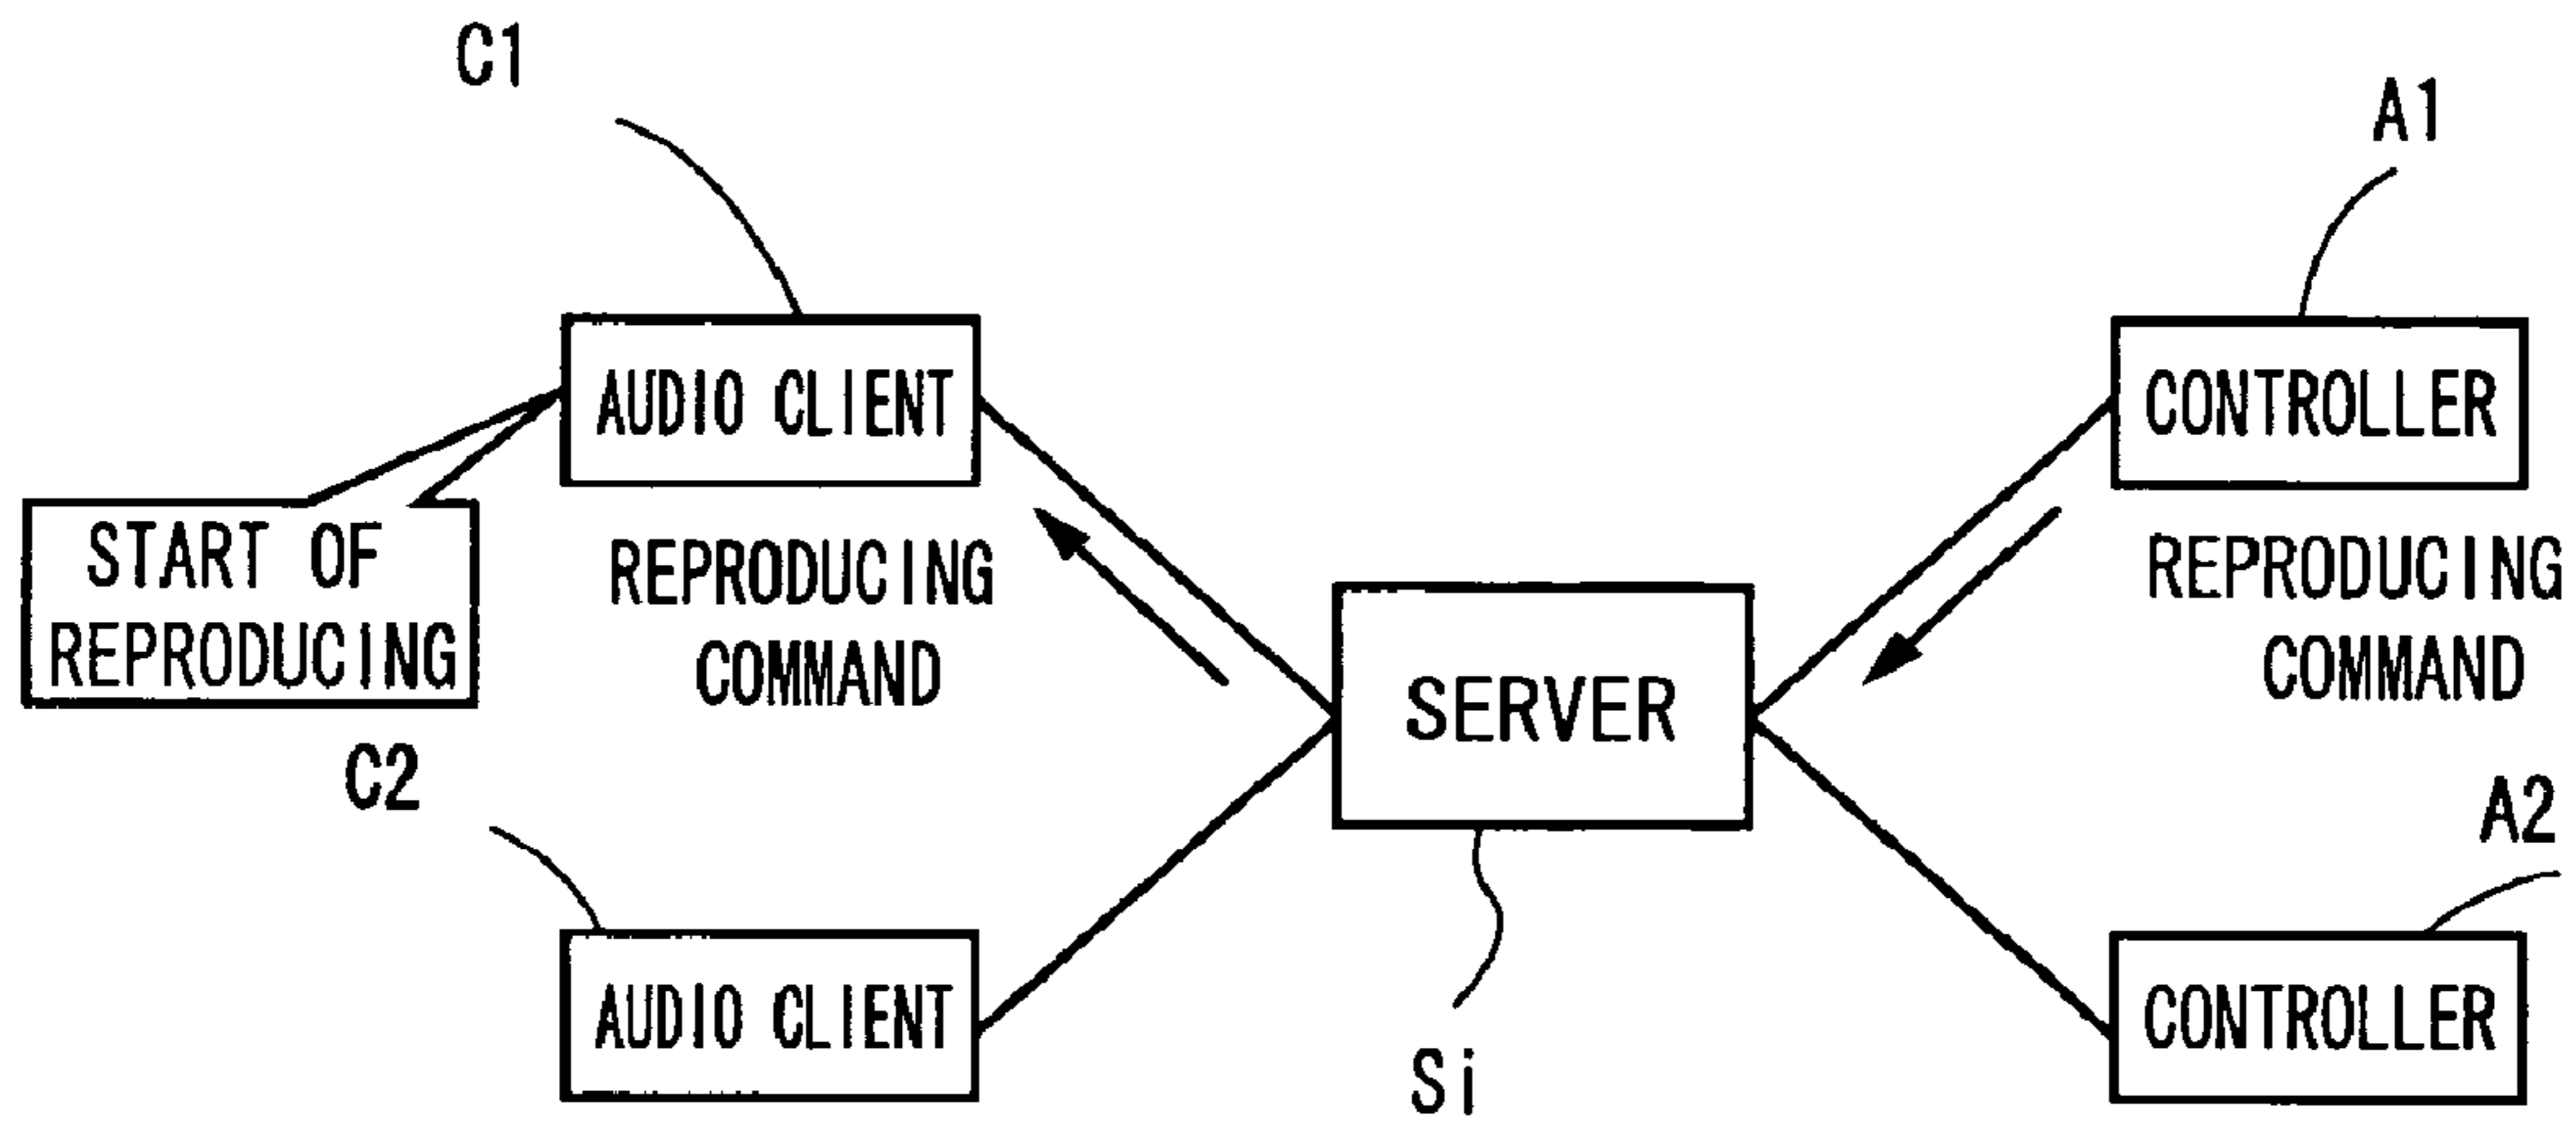 C1
A1
AUDIO CLIENT
CONTROLLER
START OF
REPRODUCING
REPRODUCING
COMMAND
REPRODUCING
COMMAND
SERVER
C2
A2
AUDIO CLIENT
CONTROLLER
Si